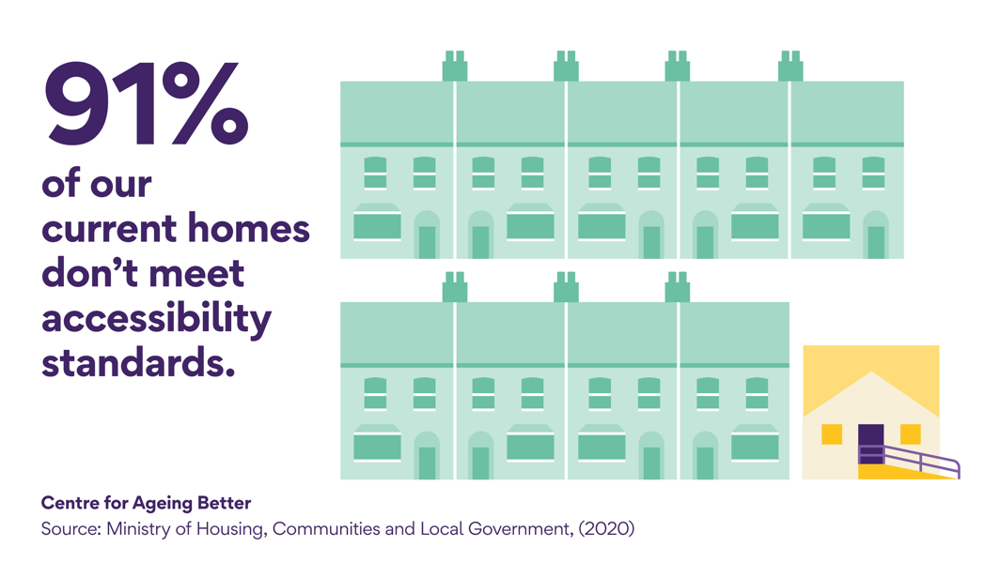 91%
of our
current homes
don’t meet
accessibility
standards.
Centre for Ageing Better
Source: Ministry of Housing, Communities and Local Government, (2020)